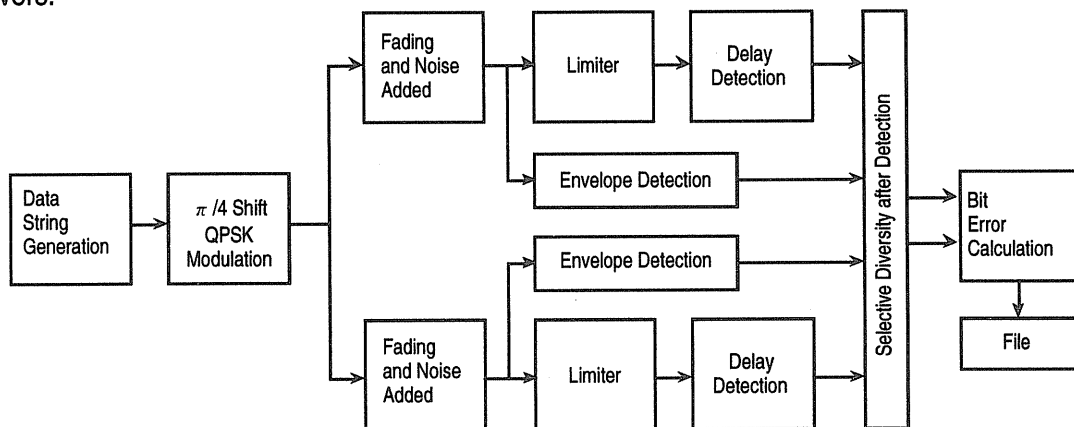 vers.
Fading
and Noise
Added
Limiter
Delay
Detection
Envelope Detection
Data
String
Generation
π /4 Shift
QPSK
Modulation
Envelope Detection
Fading
and Noise
Added
Limiter
Delay
Detection
Selective Diversity after Detection
Bit
Error
Calculation
File